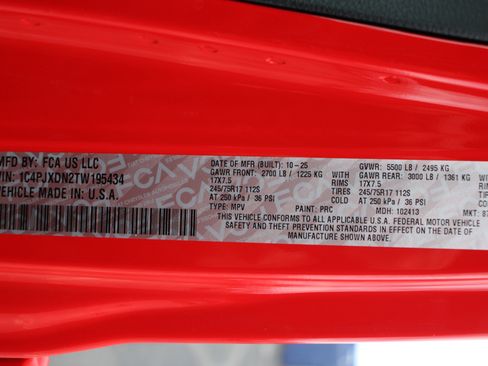 MFD BY: FCA US LLC
VIN: 1C4PJXDN2TW195434
VEHICLE MADE IN U.S.A.
DATE OF MFR (BUILT): 10-25
GAWR FRONT: 2700 LB / 1225 KG WITH
17X7.5 RIMS
245/75R17 112S
AT 250 kPa / 36 PSI COLD
TYPE: MPV
PAINT: PRC
GVWR: 5500 LB / 2495 KG
GAWR REAR: 3000 LB / 1361 KG WITH
17X7.5 RIMS
245/75R17 112S
AT 250 kPa / 36 PSI COLD
MDH: 102413
MKT:
THIS VEHICLE CONFORMS TO ALL APPLICABLE U.S.A. FEDERAL MOTOR VEHICLE
SAFETY STANDARDS IN EFFECT ON THE DATE OF
MANUFACTURE SHOWN ABOVE.